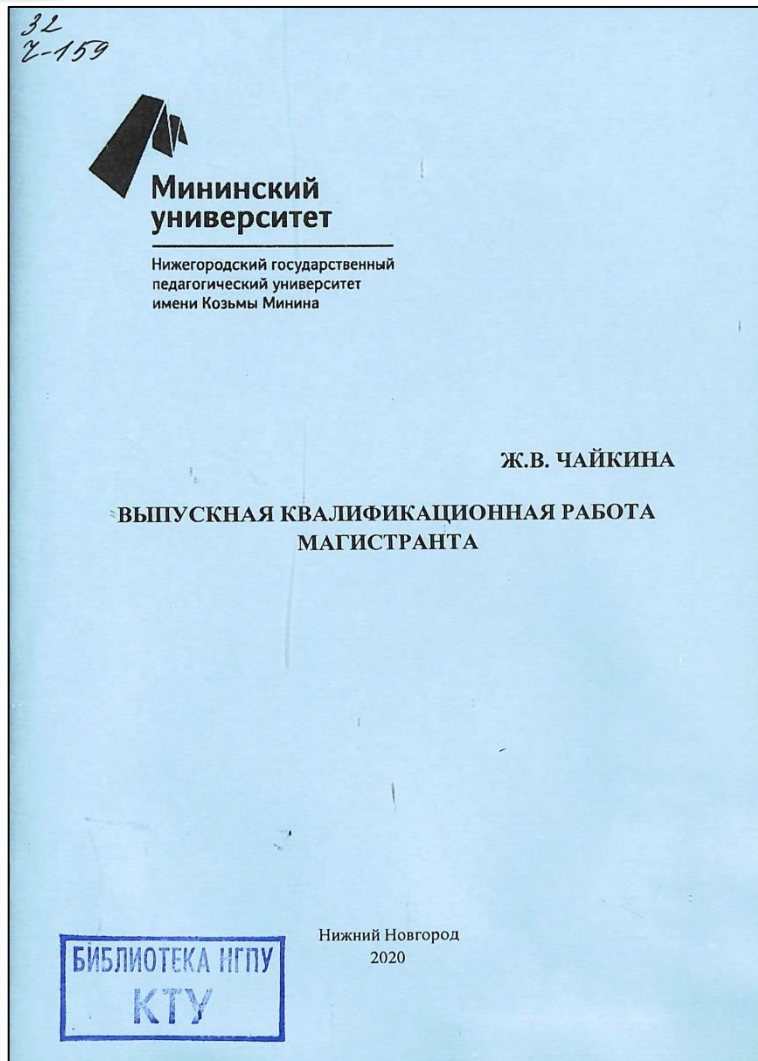 32
Ч-159
Мининский
университет
Нижегородский государственный
педагогический университет
имени Козьмы Минина
Ж.В. ЧАЙКИНА
ВЫПУСКНАЯ КВАЛИФИКАЦИОННАЯ РАБОТА
МАГИСТРАНТА
Нижний Новгород
2020
БИБЛИОТЕКА НГПУ
КТУ